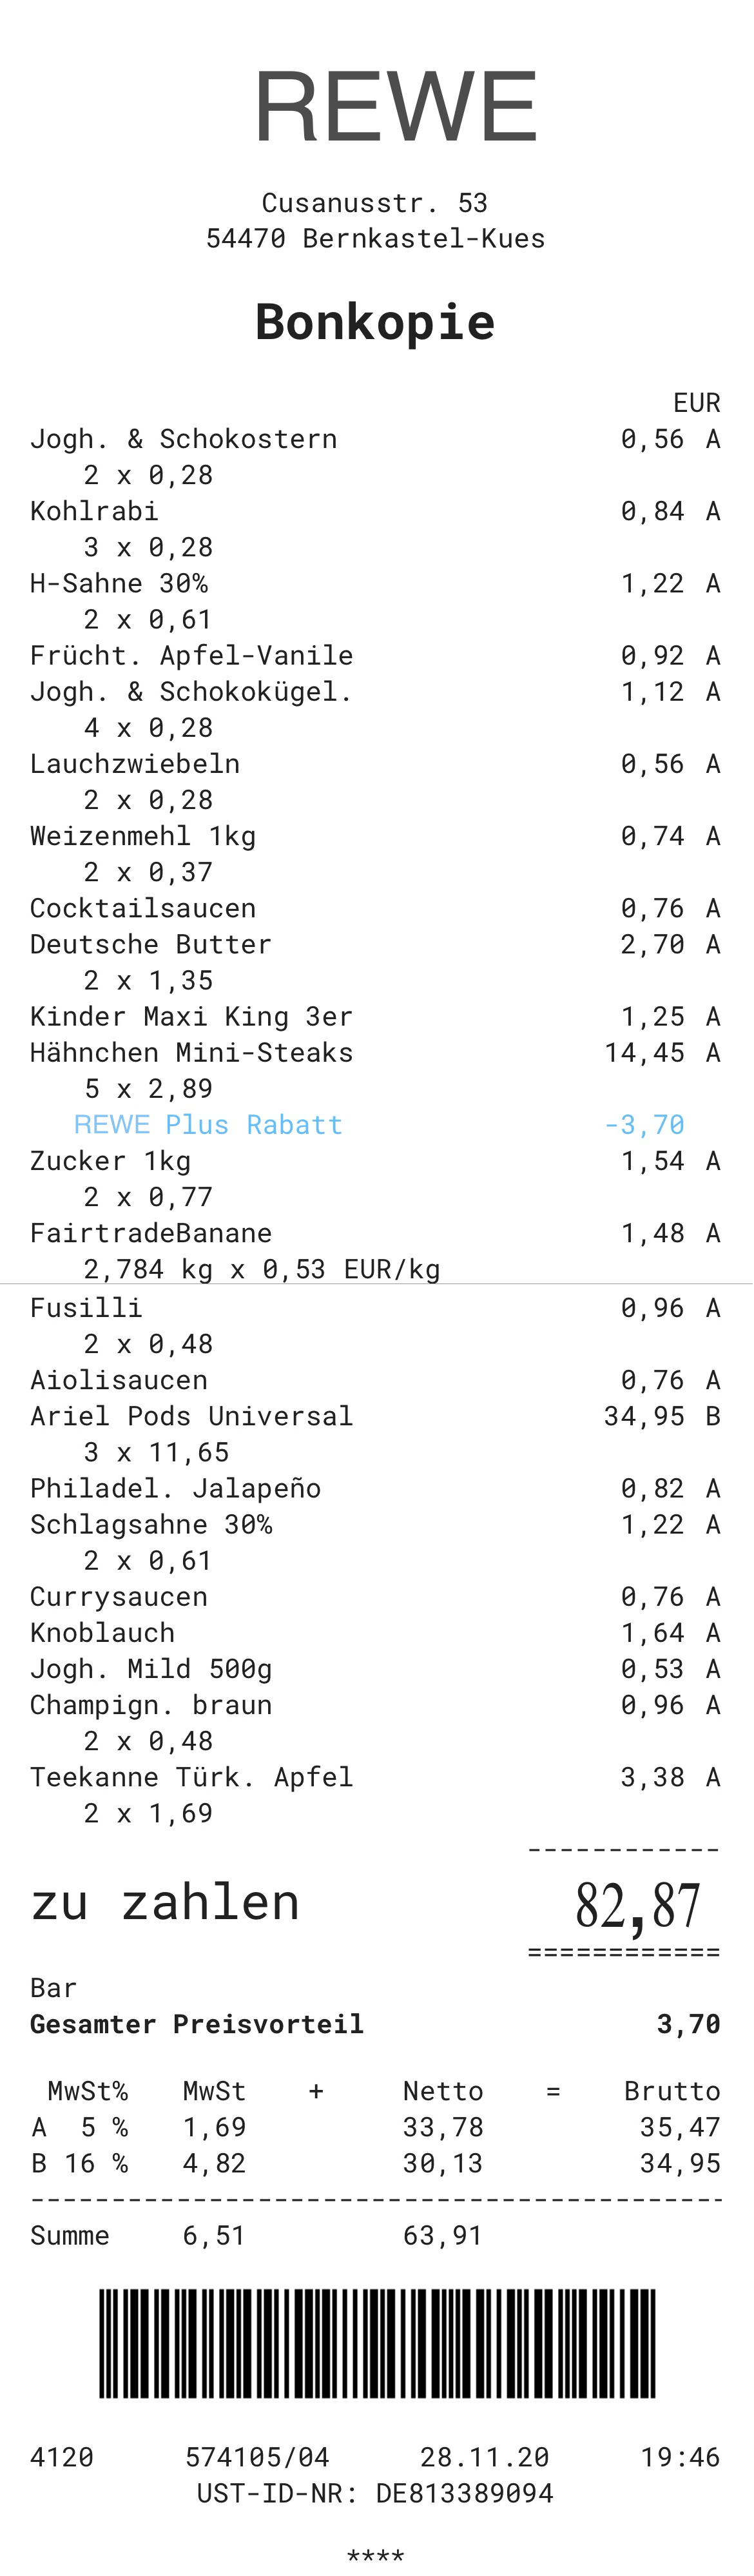 REWE
Cusanusstr. 53
54470 Bernkastel-Kues
Bonkopie
EUR
Jogh. & Schokostern 0,56 A
2 x 0,28
Kohlrabi 0,84 A
3 x 0,28
H-Sahne 30% 1,22 A
2 x 0,61
Frücht. Apfel-Vanile 0,92 A
Jogh. & Schokokügel. 1,12 A
4 x 0,28
Lauchzwiebeln 0,56 A
2 x 0,28
Weizenmehl 1kg 0,74 A
2 x 0,37
Cocktailsaucen 0,76 A
Deutsche Butter 2,70 A
2 x 1,35
Kinder Maxi King 3er 1,25 A
Hähnchen Mini-Steaks 14,45 A
5 x 2,89
REWE Plus Rabatt -3,70
Zucker 1kg 1,54 A
2 x 0,77
FairtradeBanane 1,48 A
2,784 kg x 0,53 EUR/kg
Fusilli 0,96 A
2 x 0,48
Aiolisaucen 0,76 A
Ariel Pods Universal 34,95 B
3 x 11,65
Philadel. Jalapeño 0,82 A
Schlagsahne 30% 1,22 A
2 x 0,61
Currysaucen 0,76 A
Knoblauch 1,64 A
Jogh. Mild 500g 0,53 A
Champign. braun 0,96 A
2 x 0,48
Teekanne Türk. Apfel 3,38 A
2 x 1,69
------------
zu zahlen 82,87
============
Bar
Gesamter Preisvorteil 3,70
MwSt% MwSt + Netto = Brutto
A 5 % 1,69 33,78 35,47
B 16 % 4,82 30,13 34,95
-------------------------------------------
Summe 6,51 63,91
4120 574105/04 28.11.20 19:46
UST-ID-NR: DE813389094
****